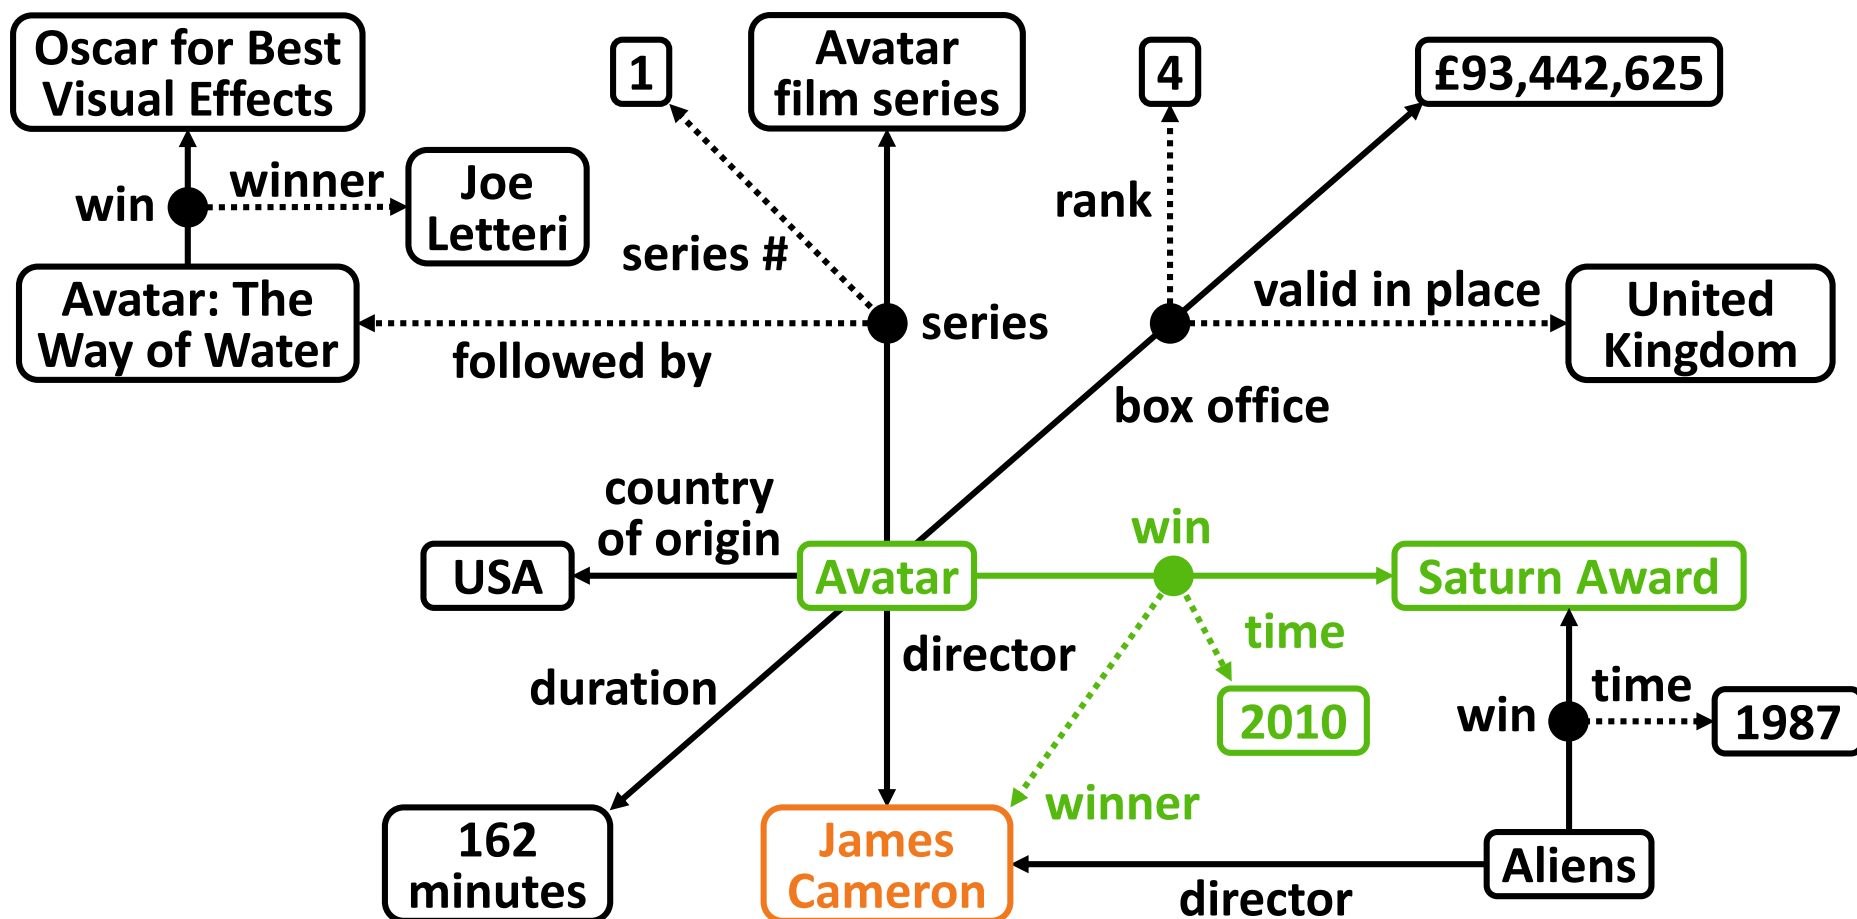 Oscar for Best
Visual Effects
1
Avatar
film series
4
£93,442,625
win
winner
Joe
Letteri
rank
series #
Avatar: The
Way of Water
followed by
series
valid in place
United
Kingdom
box office
country
of origin
USA
Avatar
win
Saturn Award
duration
director
time
2010
win
time
1987
162
minutes
James
Cameron
winner
director
Aliens